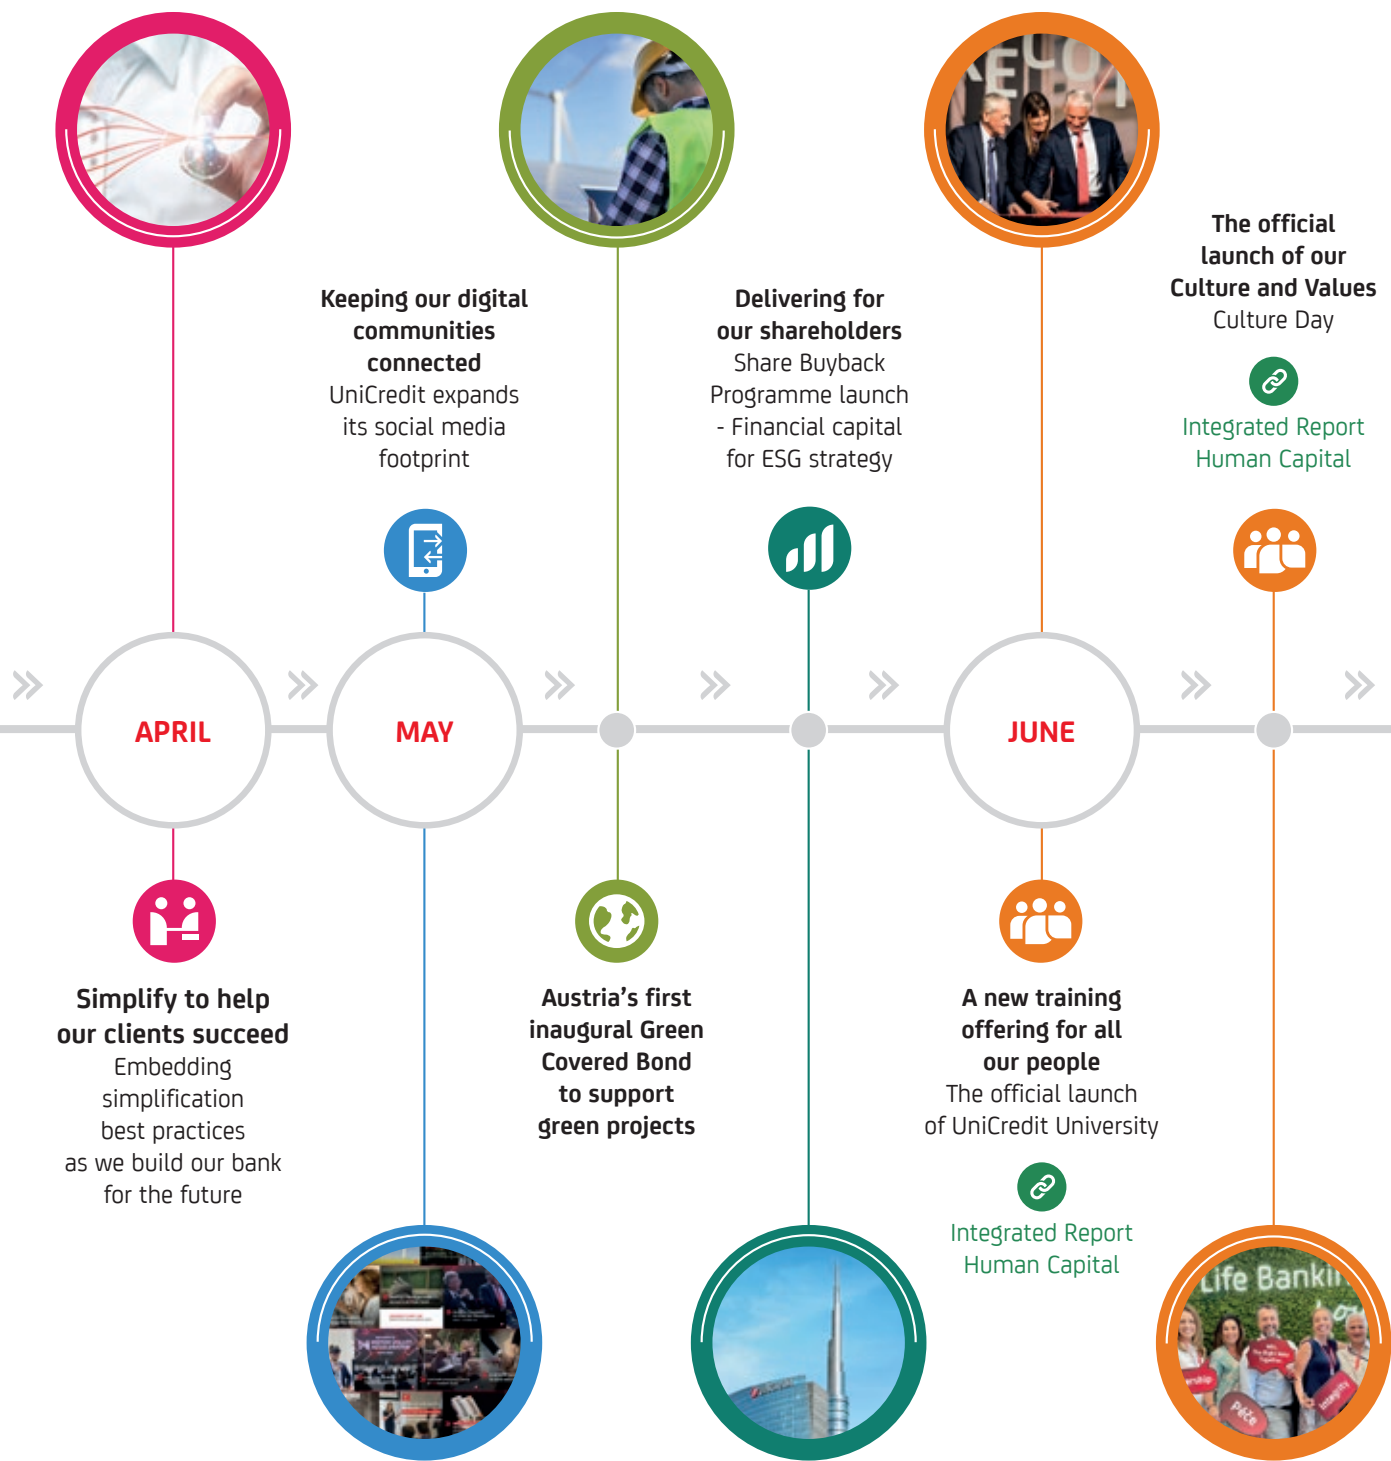 RECO
The official
launch of our
Culture and Values
Culture Day
Integrated Report
Human Capital
Keeping our digital
communities
connected
UniCredit expands
its social media
footprint
Delivering for
our shareholders
Share Buyback
Programme launch
- Financial capital
for ESG strategy
APRIL
MAY
JUNE
Simplify to help
our clients succeed
Embedding
simplification
best practices
as we build our bank
for the future
Austria’s first
inaugural Green
Covered Bond
to support
green projects
A new training
offering for all
our people
The official launch
of UniCredit University
Integrated Report
Human Capital
Life Bankin
Péče
Integrity